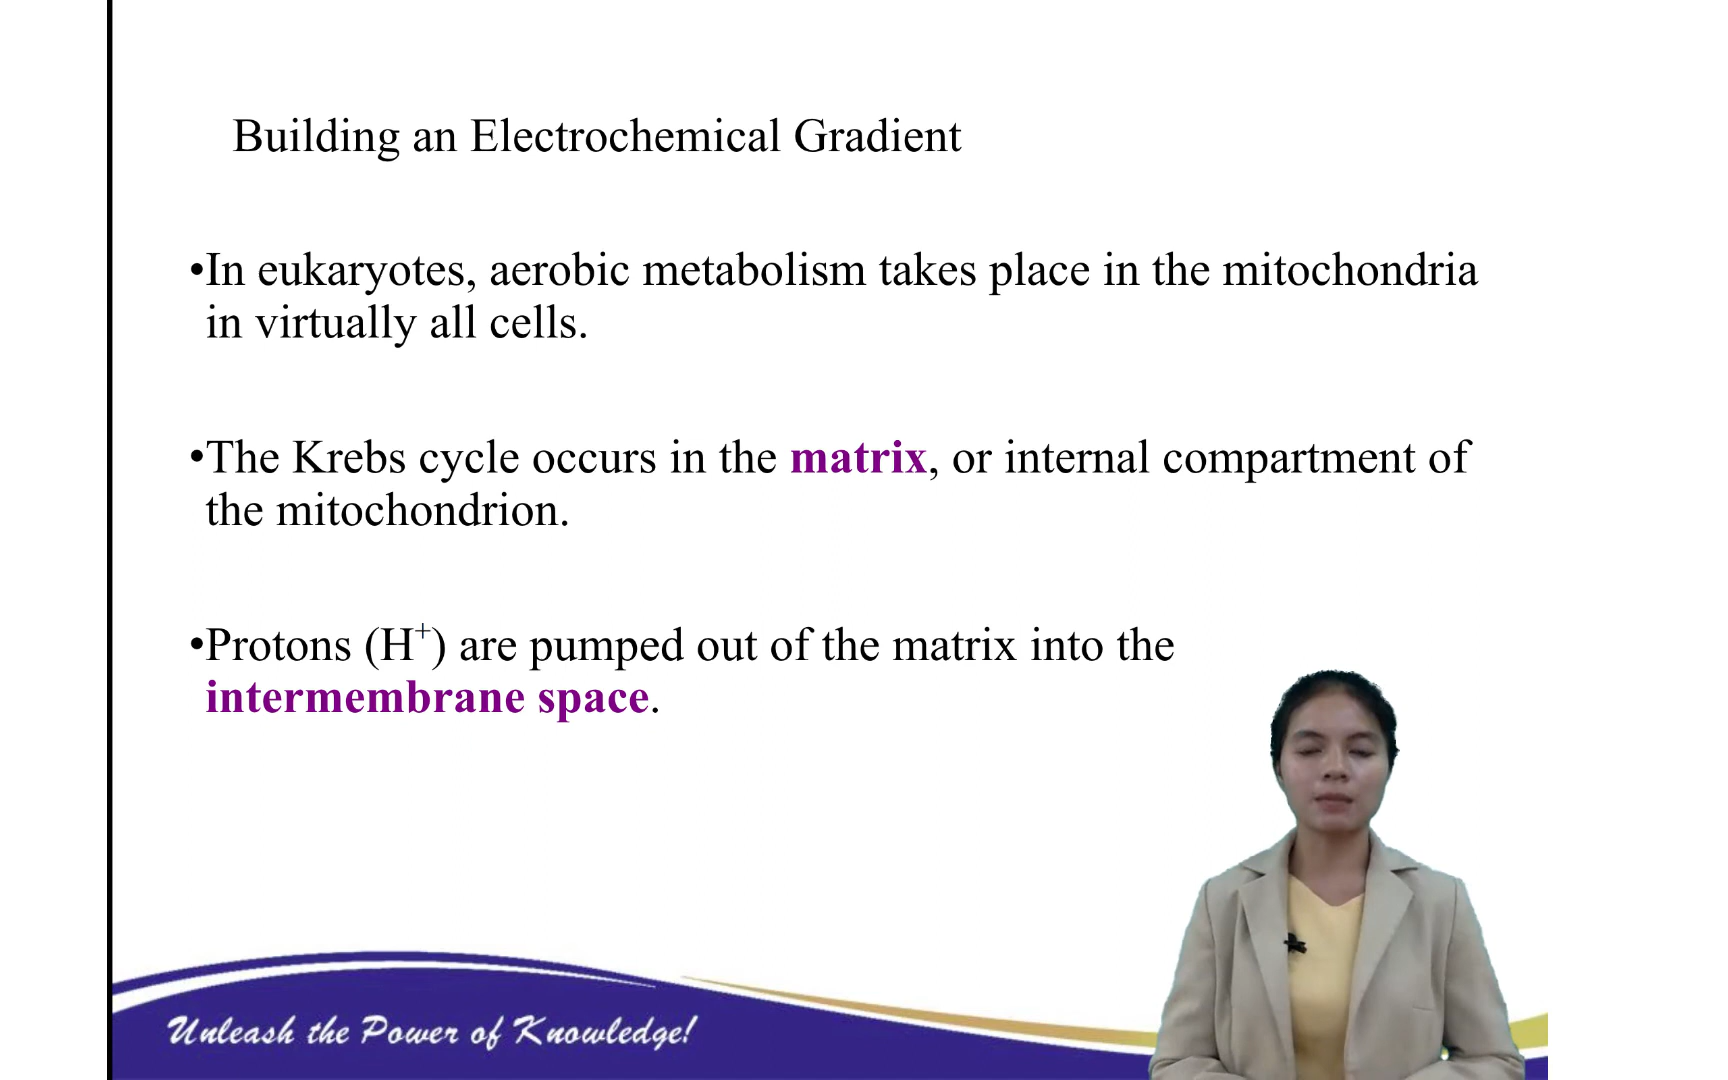 Building an Electrochemical Gradient
•In eukaryotes, aerobic metabolism takes place in the mitochondria
in virtually all cells.
•The Krebs cycle occurs in the matrix, or internal compartment of
the mitochondrion.
•Protons (H⁺) are pumped out of the matrix into the
intermembrane space.
Unleash the Power of Knowledge!